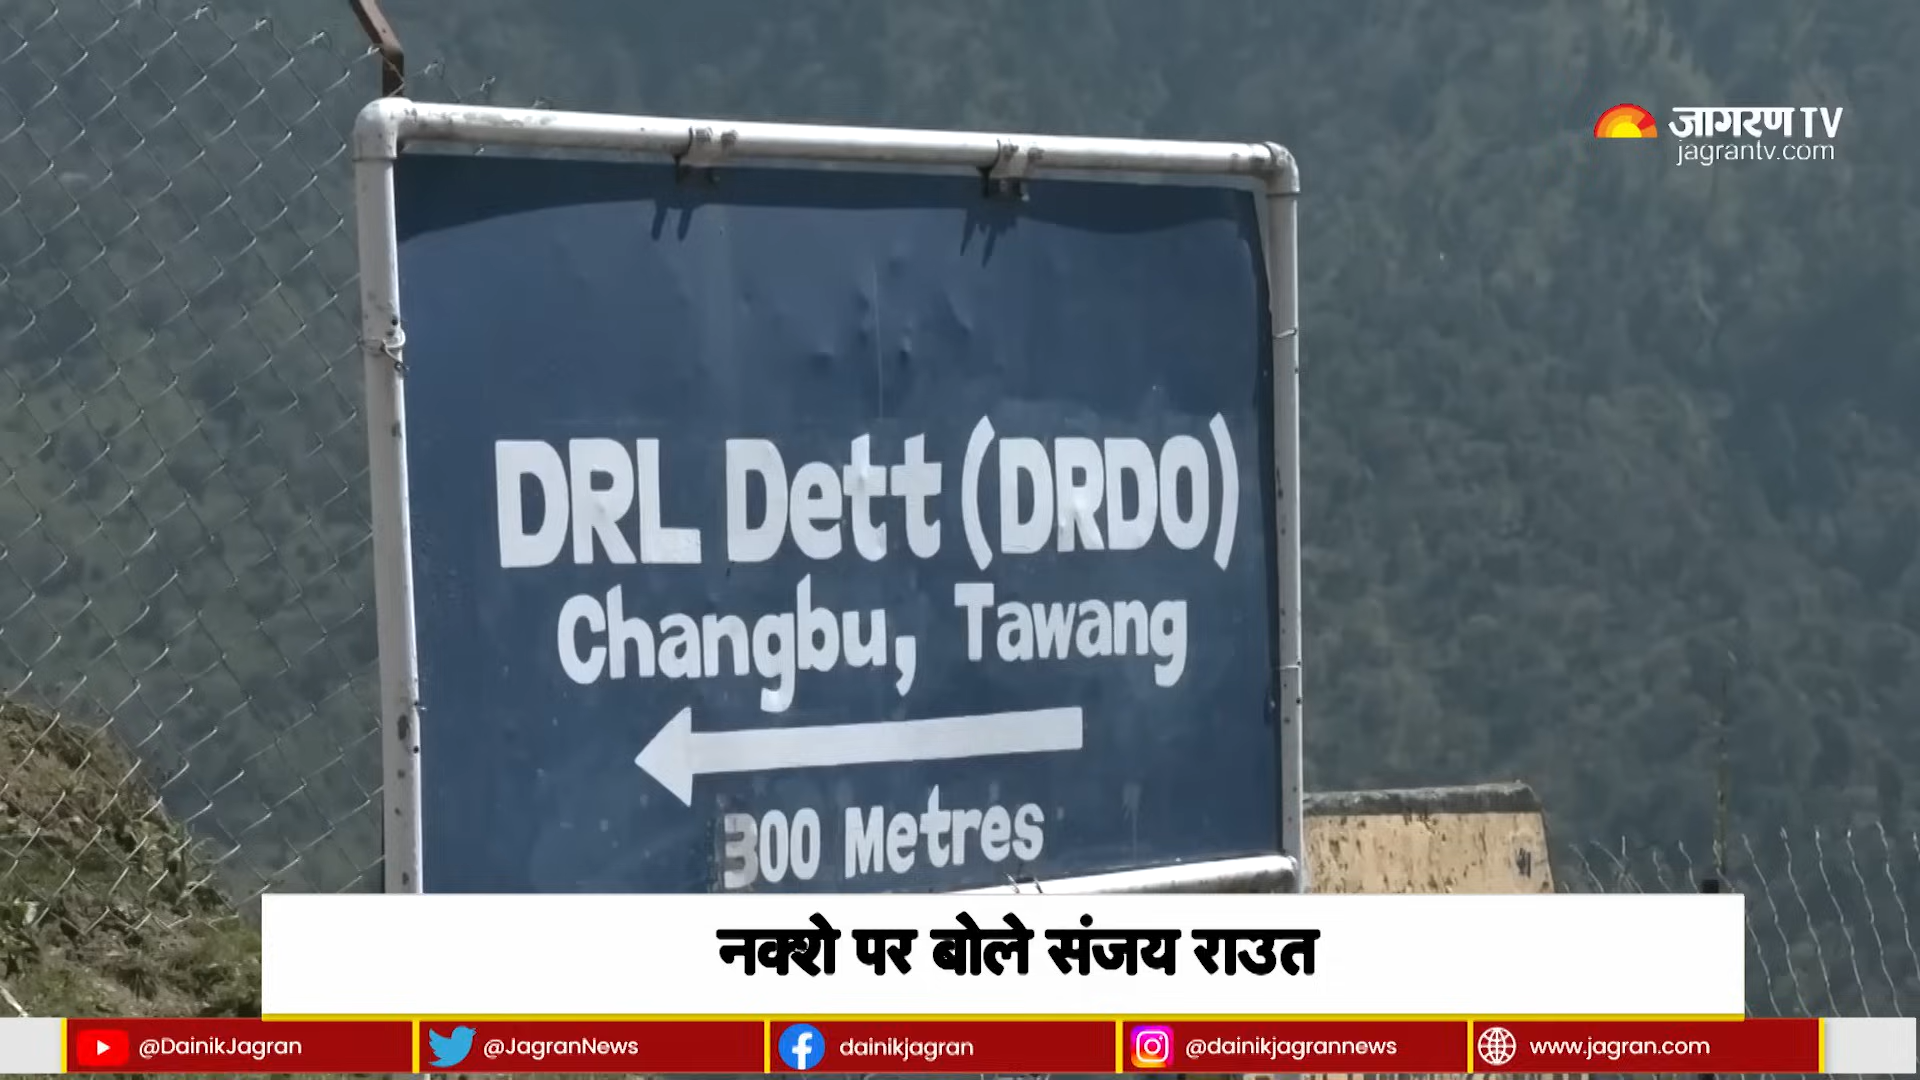 जागरण TV
jagrantv.com
DRL Dett (DRDO)
Changbu, Tawang
300 Metres
नक्शे पर बोले संजय राउत
@DainikJagran
@JagranNews
dainikjagran
@dainikjagrannews
www.jagran.com